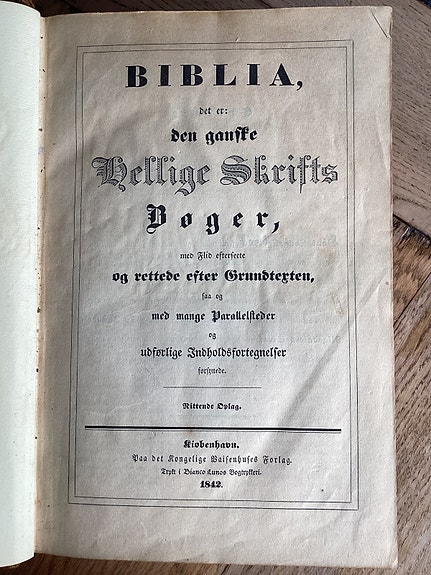 BIBLIA,
det er:
den ganske
Hellige Skrifts
Bøger,
med Flid efterseete
og rettede efter Grundtexten,
saa og
med mange Parallelsteder
og
udførlige Indholdsfortegnelser
forsynede.
Nittende Oplag.
Kiøbenhavn.
Paa det Kongelige Vaisenhuses Forlag.
Trykt i Bianco Lunos Bogtrykkeri.
1842.